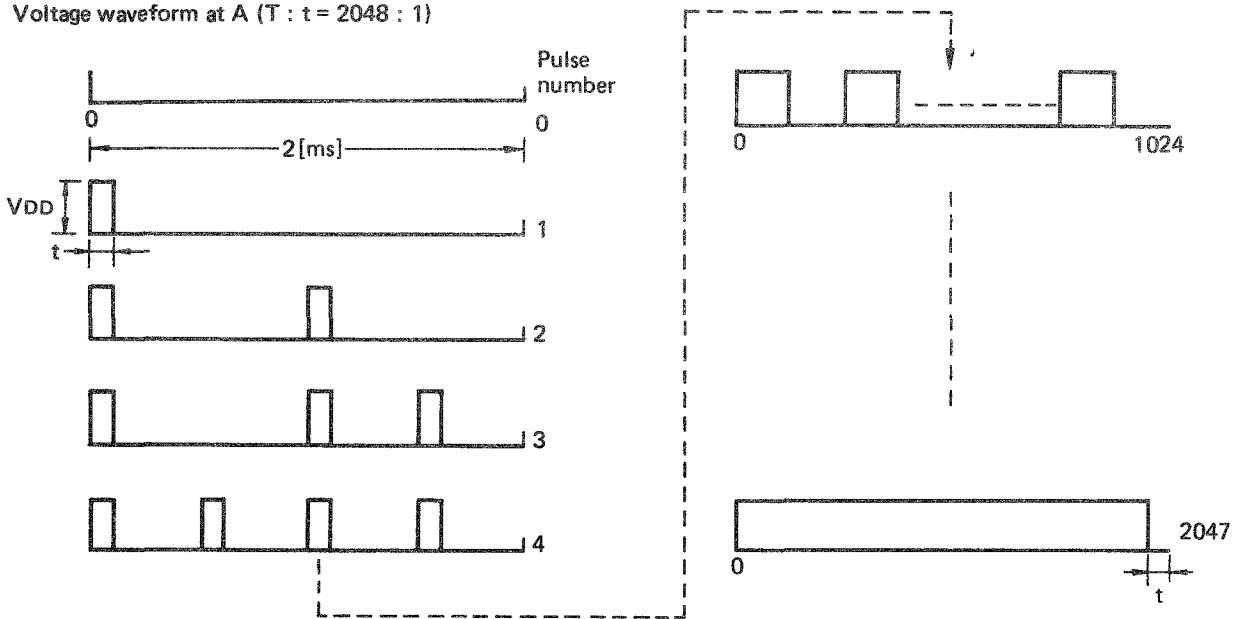 Voltage waveform at A (T : t = 2048 : 1)
Pulse
number
0
0
2 [ms]
VDD
1
t
2
3
4
0
1024
2047
0
t